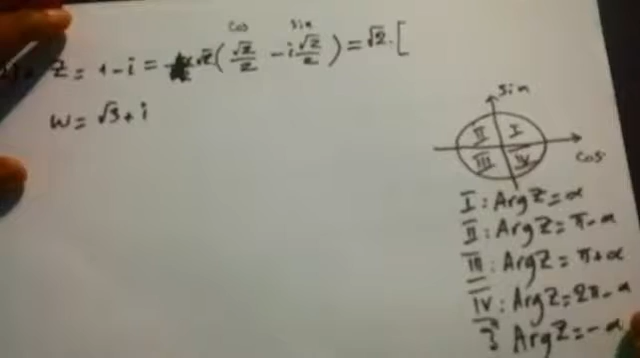 cos sin
Z = 1-i = √2(√2/2 - i√2/2) = √2.[
W = √3+i
sin
II I
III IV
cos
I: Arg Z = α
II: Arg Z = π-α
III: Arg Z = π+α
IV: Arg Z = 2π-α
Arg Z = -α